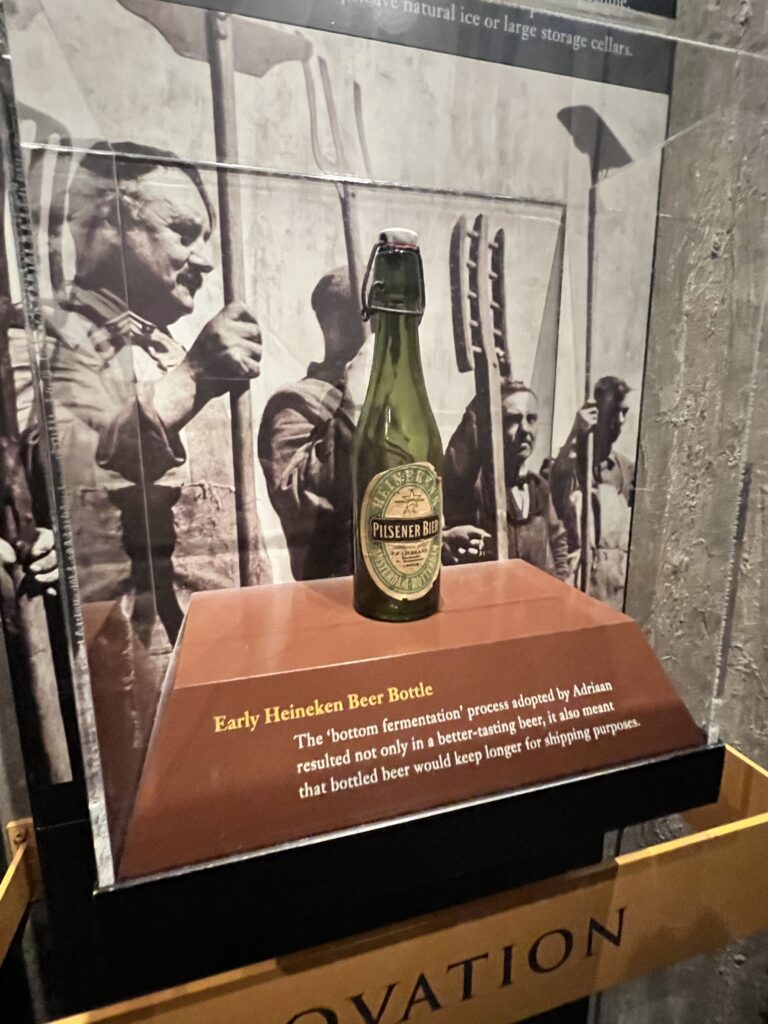 natural ice or large storage cellars.
HEINEKEN'S
PILSENER BIER
AMSTERDAM-ROTTERDAM
Early Heineken Beer Bottle
The ‘bottom fermentation’ process adopted by Adriaan
resulted not only in a better-tasting beer, it also meant
that bottled beer would keep longer for shipping purposes.
OVATION